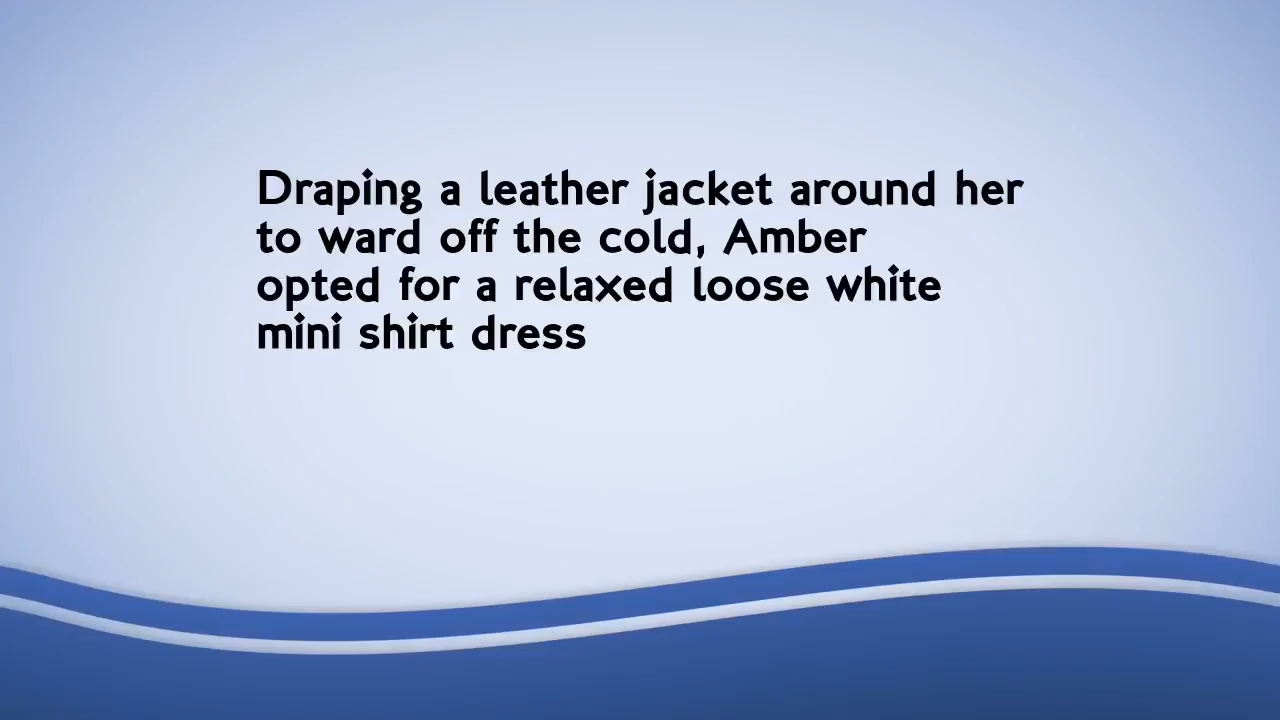 Draping a leather jacket around her
to ward off the cold, Amber
opted for a relaxed loose white
mini shirt dress